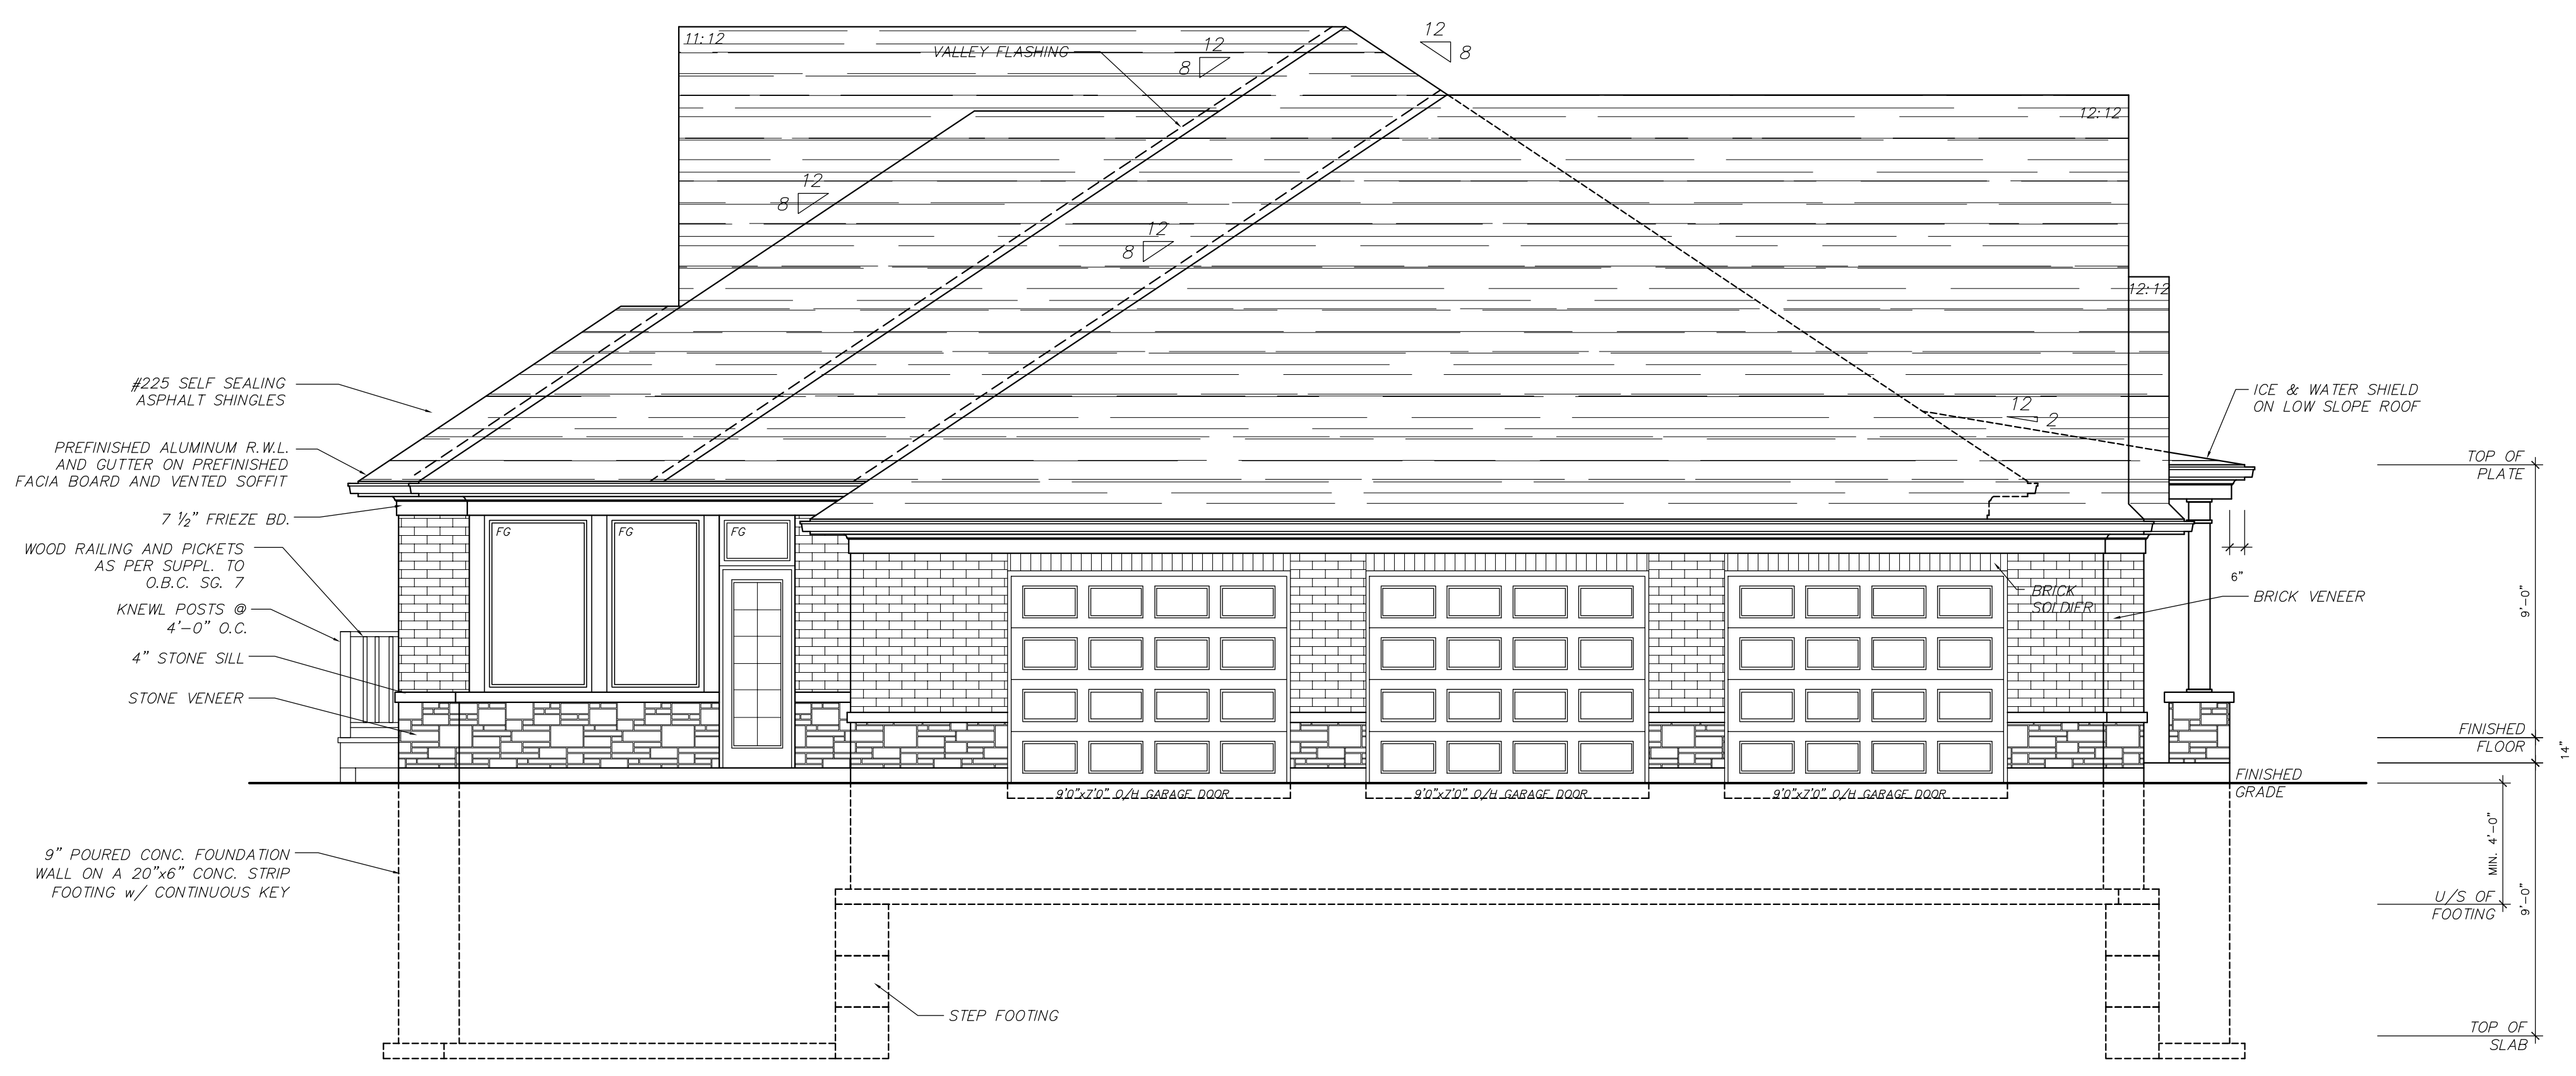 11:12
VALLEY FLASHING
12
8
12
8
12:12
12
8
12
8
12:12
#225 SELF SEALING
ASPHALT SHINGLES
PREFINISHED ALUMINUM R.W.L.
AND GUTTER ON PREFINISHED
FACIA BOARD AND VENTED SOFFIT
7 ½" FRIEZE BD.
WOOD RAILING AND PICKETS
AS PER SUPPL. TO
O.B.C. SG. 7
KNEWL POSTS @
4'-0" O.C.
4" STONE SILL
STONE VENEER
9" POURED CONC. FOUNDATION
WALL ON A 20"x6" CONC. STRIP
FOOTING w/ CONTINUOUS KEY
FG
FG
FG
12
2
ICE & WATER SHIELD
ON LOW SLOPE ROOF
6"
BRICK
SOLDIER
BRICK VENEER
9'0"x7'0" O/H GARAGE DOOR
9'0"x7'0" O/H GARAGE DOOR
9'0"x7'0" O/H GARAGE DOOR
STEP FOOTING
TOP OF
PLATE
9'-0"
FINISHED
FLOOR
14"
FINISHED
GRADE
MIN. 4'-0"
9'-0"
U/S OF
FOOTING
TOP OF
SLAB